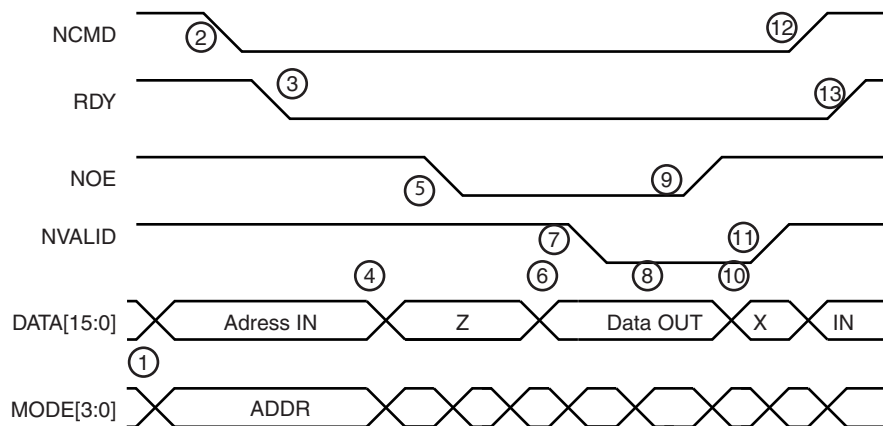 NCMD ② ⑫
RDY ③ ⑬
NOE ⑤ ⑨
NVALID ⑦ ⑪
④ ⑥ ⑧ ⑩
DATA[15:0] Adress IN Z Data OUT X IN
①
MODE[3:0] ADDR